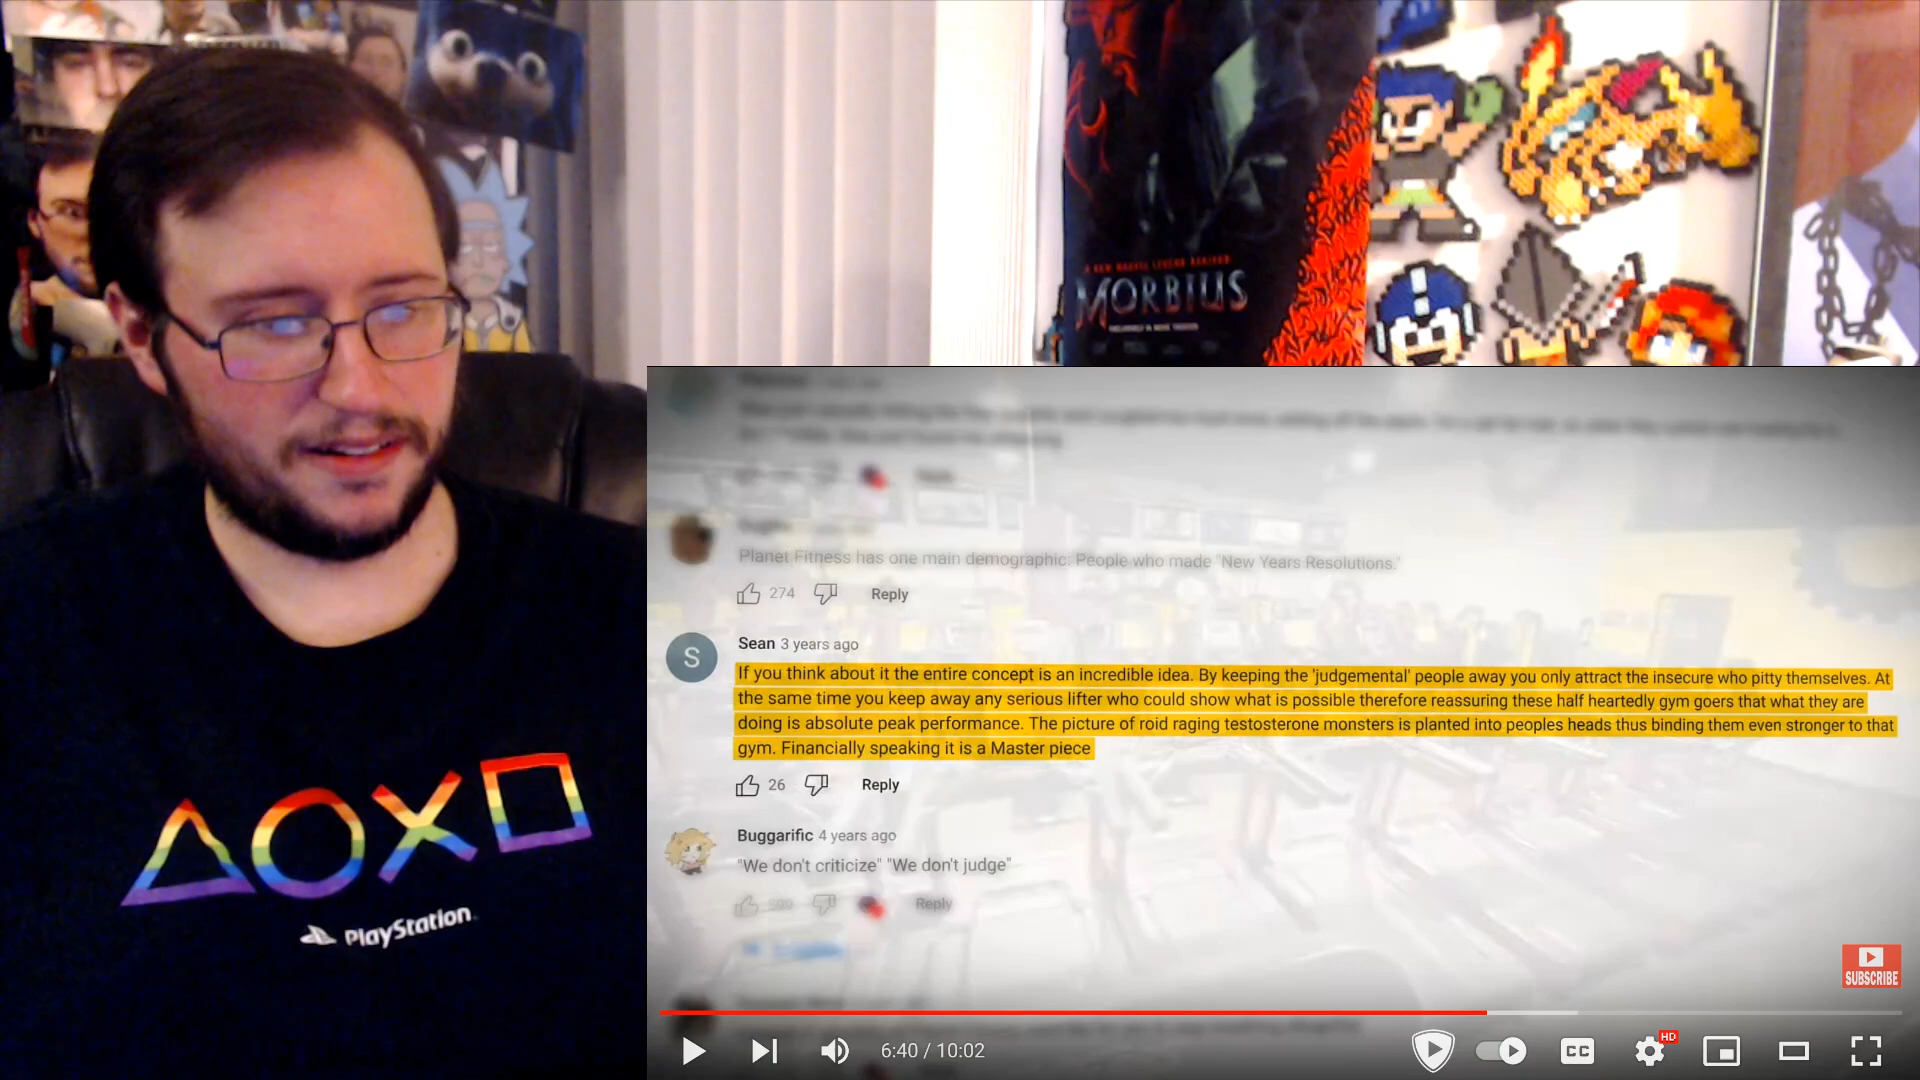 A NEW MARVEL LEGEND ARRIVES
MORBIUS
Planet Fitness has one main demographic: People who made "New Years Resolutions."
274 Reply
S
Sean 3 years ago
If you think about it the entire concept is an incredible idea. By keeping the 'judgemental' people away you only attract the insecure who pitty themselves. At
the same time you keep away any serious lifter who could show what is possible therefore reassuring these half heartedly gym goers that what they are
doing is absolute peak performance. The picture of roid raging testosterone monsters is planted into peoples heads thus binding them even stronger to that
gym. Financially speaking it is a Master piece
26 Reply
Buggarific 4 years ago
"We don't criticize" "We don't judge"
Reply
PlayStation
SUBSCRIBE
6:40 / 10:02
CC
HD